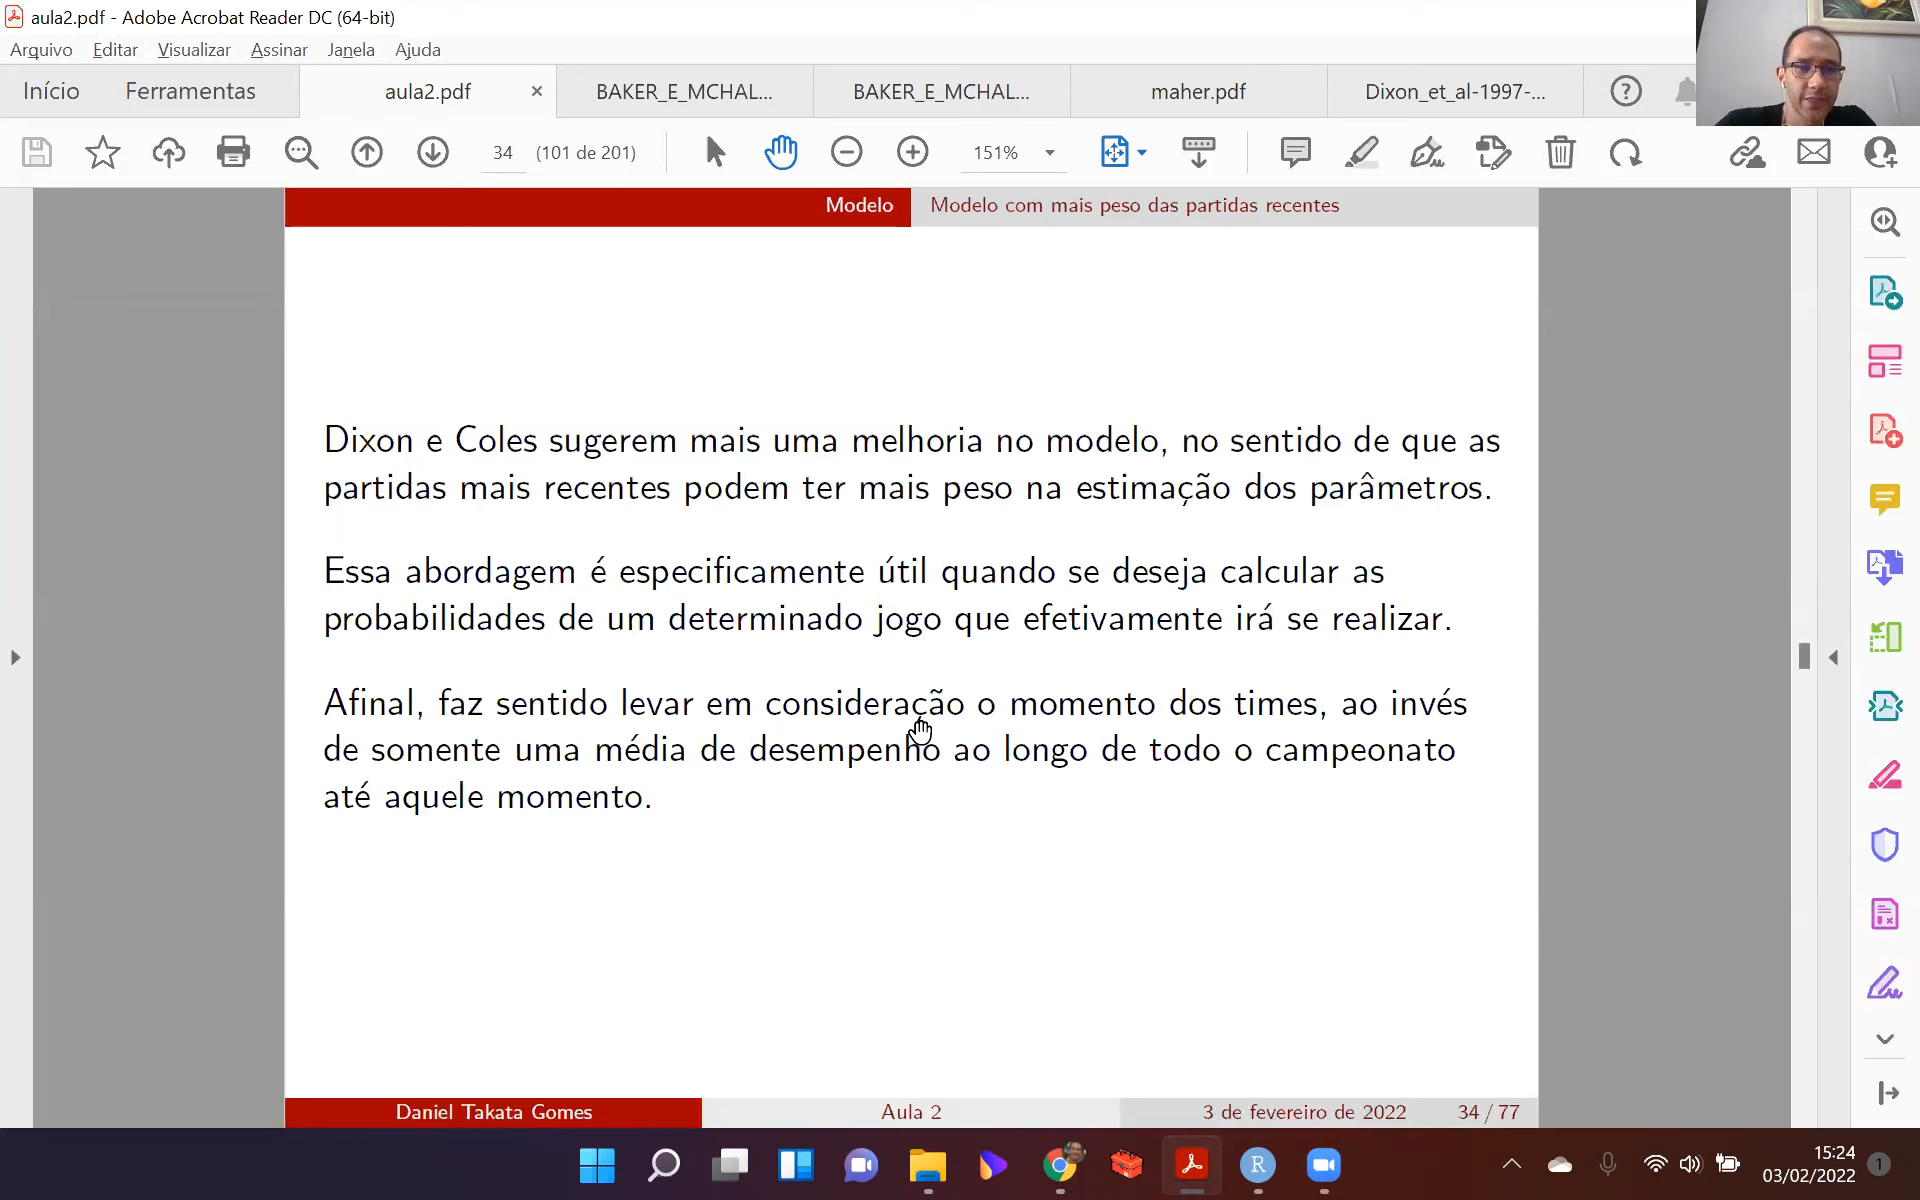 aula2.pdf - Adobe Acrobat Reader DC (64-bit)
Arquivo Editar Visualizar Assinar Janela Ajuda
Início Ferramentas aula2.pdf × BAKER_E_MCHAL... BAKER_E_MCHAL... maher.pdf Dixon_et_al-1997-...
34 (101 de 201) 151%
Modelo Modelo com mais peso das partidas recentes
Dixon e Coles sugerem mais uma melhoria no modelo, no sentido de que as
partidas mais recentes podem ter mais peso na estimação dos parâmetros.
Essa abordagem é especificamente útil quando se deseja calcular as
probabilidades de um determinado jogo que efetivamente irá se realizar.
Afinal, faz sentido levar em consideração o momento dos times, ao invés
de somente uma média de desempenho ao longo de todo o campeonato
até aquele momento.
Daniel Takata Gomes Aula 2 3 de fevereiro de 2022 34 / 77
15:24
03/02/2022
1